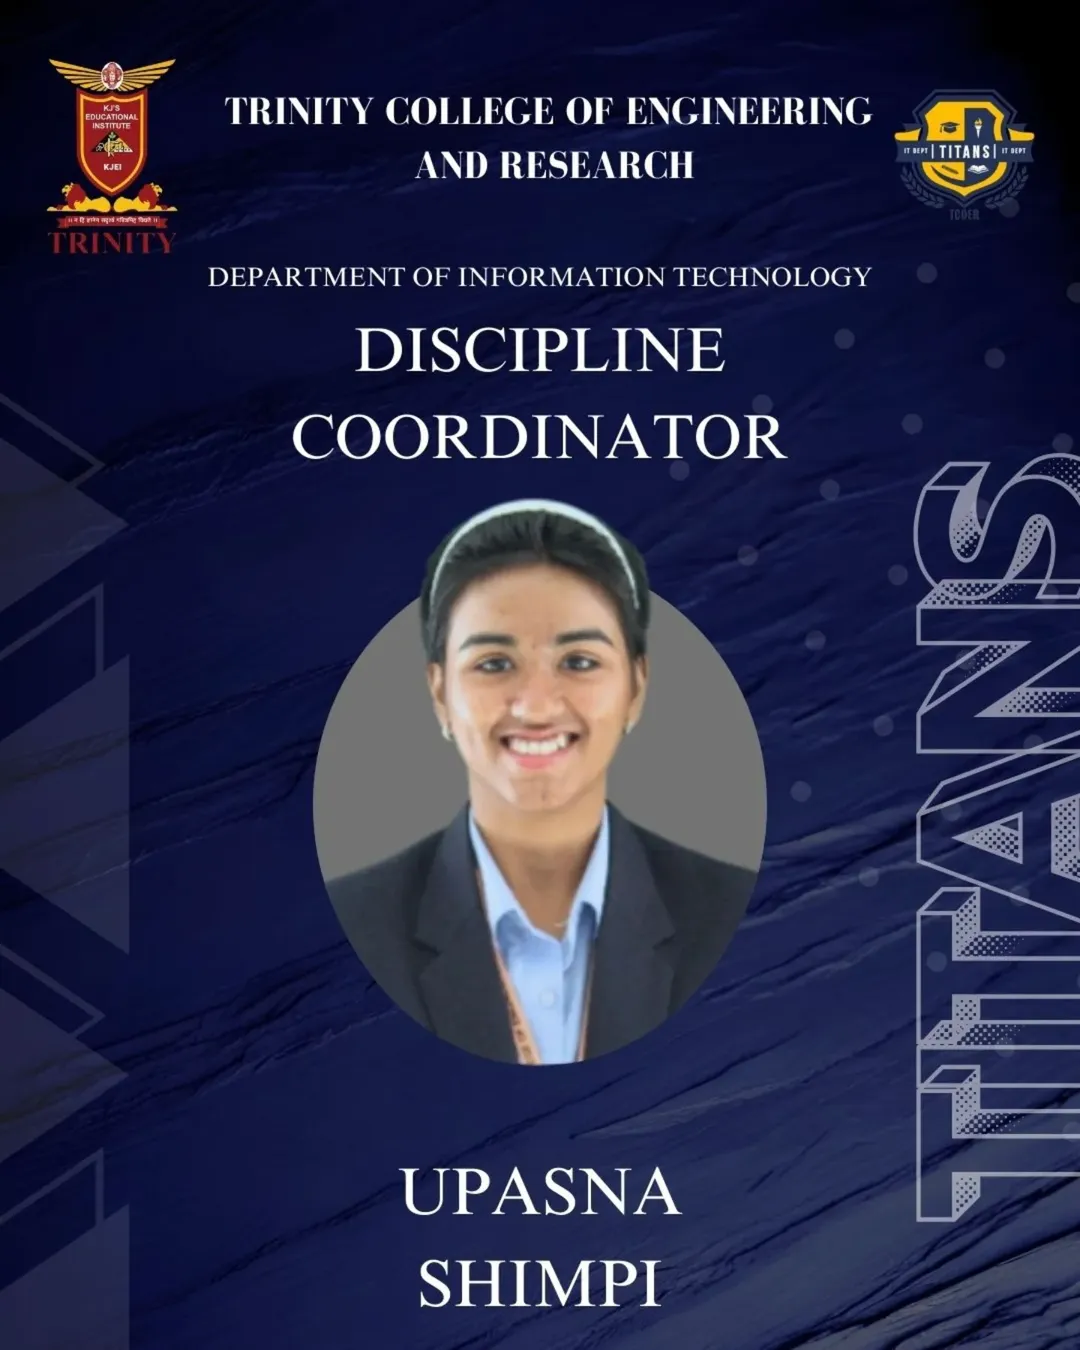 KJ'S
EDUCATIONAL
INSTITUTE
KJEI
TRINITY
TRINITY COLLEGE OF ENGINEERING
AND RESEARCH
IT DEPT |TITANS| IT DEPT
TCOER
DEPARTMENT OF INFORMATION TECHNOLOGY
DISCIPLINE
COORDINATOR
TITANS
UPASNA
SHIMPI